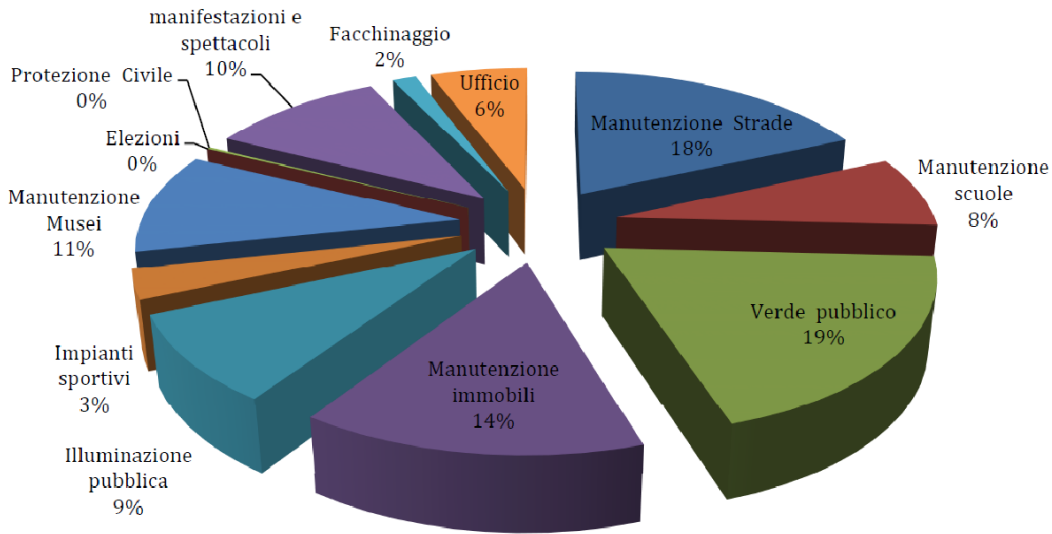 manifestazioni e
spettacoli
10%
Facchinaggio
2%
Ufficio
6%
Protezione Civile
0%
Elezioni
0%
Manutenzione Strade
18%
Manutenzione
scuole
8%
Manutenzione
Musei
11%
Verde pubblico
19%
Impianti
sportivi
3%
Manutenzione
immobili
14%
Illuminazione
pubblica
9%